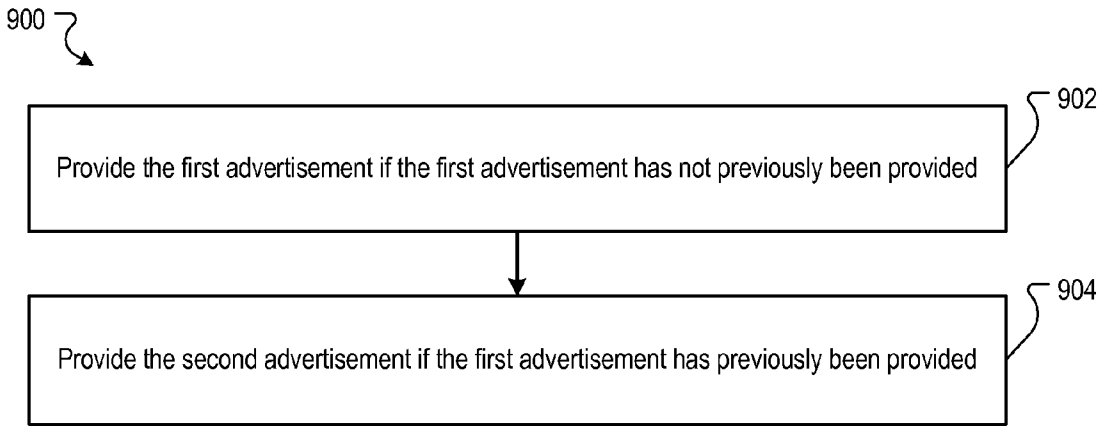 900
902
Provide the first advertisement if the first advertisement has not previously been provided
904
Provide the second advertisement if the first advertisement has previously been provided